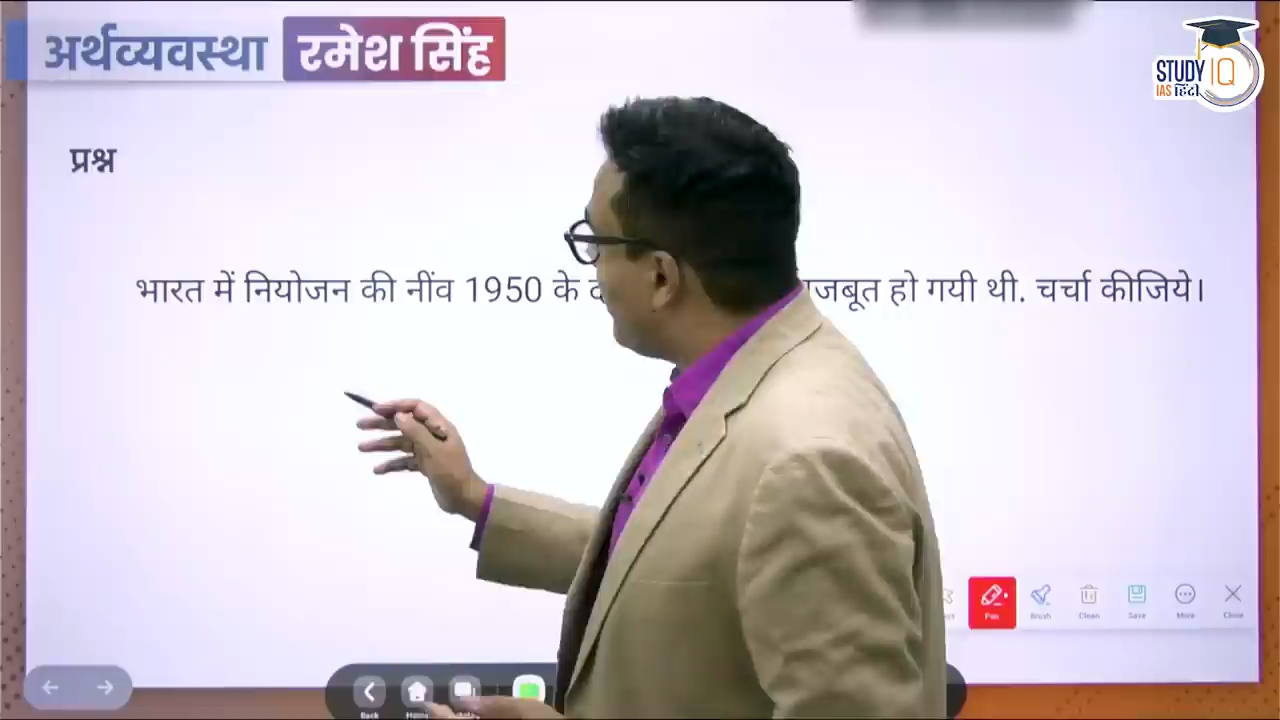 अर्थव्यवस्था रमेश सिंह
STUDY IQ
IAS हिंदी
प्रश्न
भारत में नियोजन की नींव 1950 के हो गयी थी. चर्चा कीजिये।
Pen Brush Clean Save More Close
Back Home